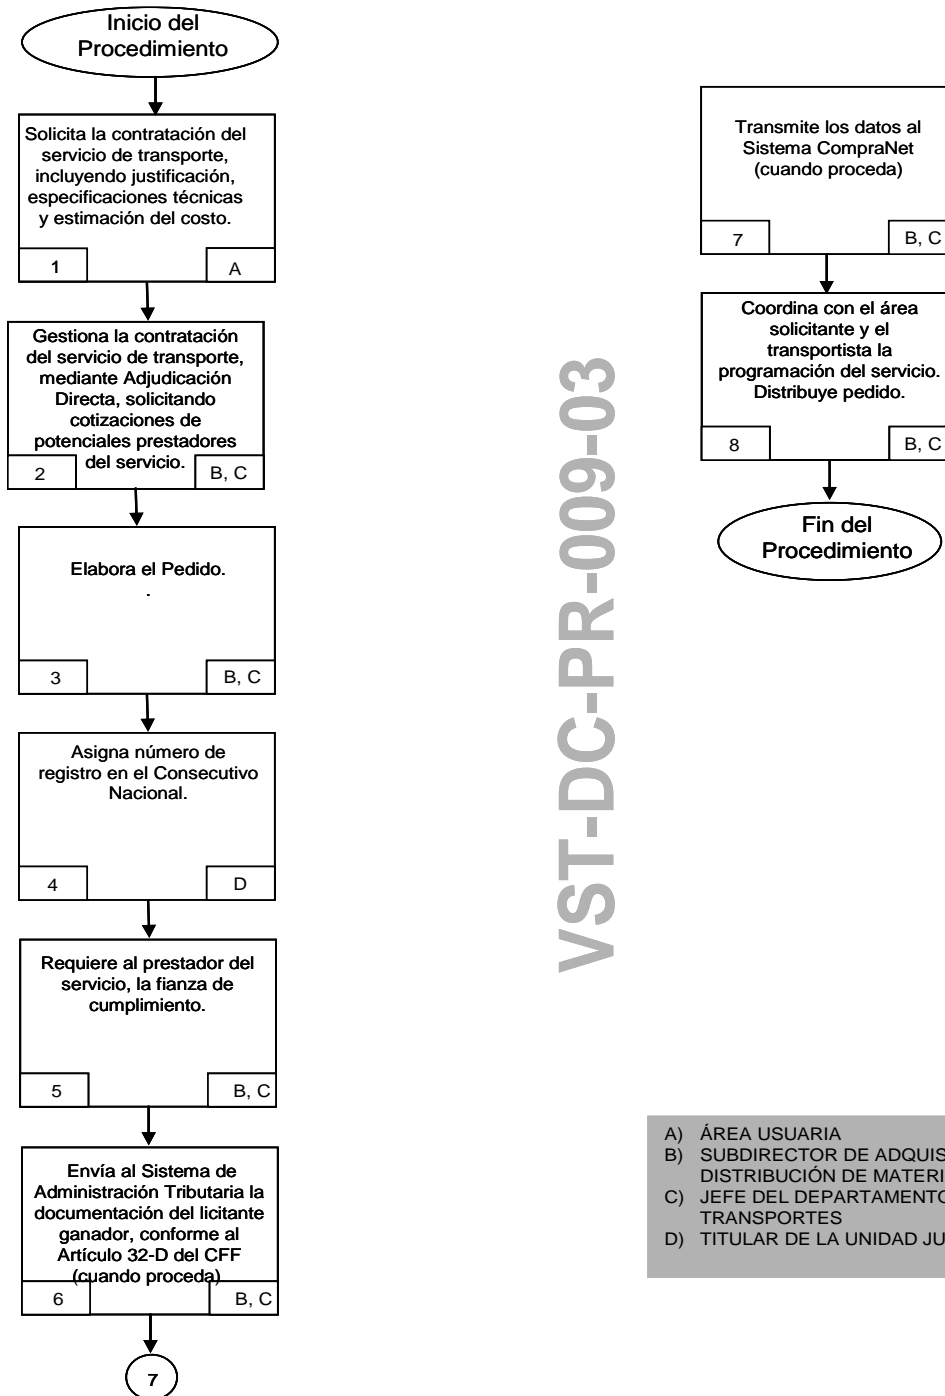 Inicio del
Procedimiento
Solicita la contratación del
servicio de transporte,
incluyendo justificación,
especificaciones técnicas
y estimación del costo.
1
A
Gestiona la contratación
del servicio de transporte,
mediante Adjudicación
Directa, solicitando
cotizaciones de
potenciales prestadores
del servicio.
2
B, C
Elabora el Pedido.
.
3
B, C
Asigna número de
registro en el Consecutivo
Nacional.
4
D
Requiere al prestador del
servicio, la fianza de
cumplimiento.
5
B, C
Envía al Sistema de
Administración Tributaria la
documentación del licitante
ganador, conforme al
Artículo 32-D del CFF
(cuando proceda)
6
B, C
7
VST-DC-PR-009-03
Transmite los datos al
Sistema CompraNet
(cuando proceda)
7
B, C
Coordina con el área
solicitante y el
transportista la
programación del servicio.
Distribuye pedido.
8
B, C
Fin del
Procedimiento
A) ÁREA USUARIA
B) SUBDIRECTOR DE ADQUIS
DISTRIBUCIÓN DE MATERI
C) JEFE DEL DEPARTAMENTO
TRANSPORTES
D) TITULAR DE LA UNIDAD JU